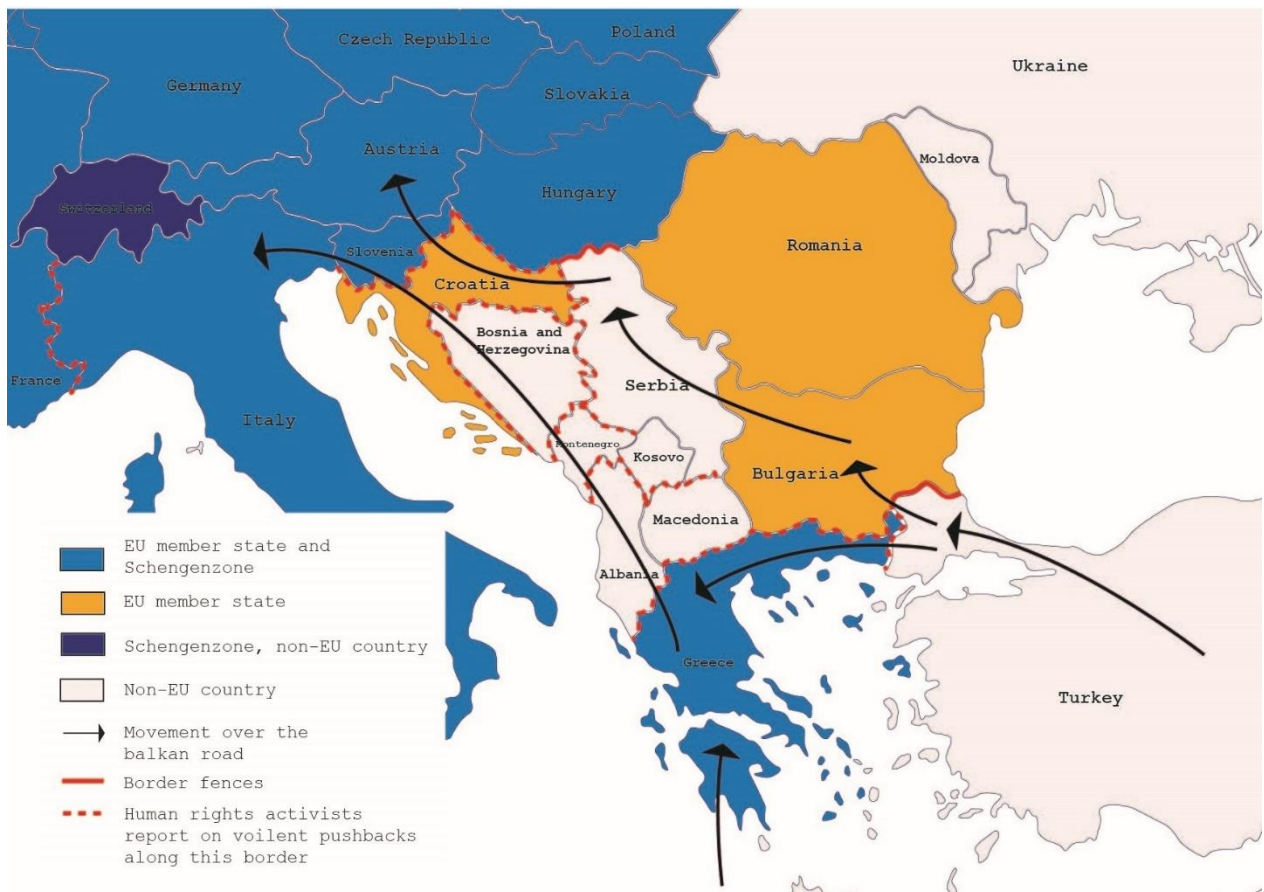 Poland
Czech Republic
Ukraine
Germany
Slovakia
Austria
Moldova
Hungary
Switzerland
Slovenia
Romania
Croatia
Bosnia and
Herzegovina
France
Serbia
Italy
Montenegro
Kosovo
Bulgaria
Macedonia
Albania
Greece
Turkey
EU member state and
Schengenzone
EU member state
Schengenzone, non-EU country
Non-EU country
Movement over the
balkan road
Border fences
Human rights activists
report on voilent pushbacks
along this border